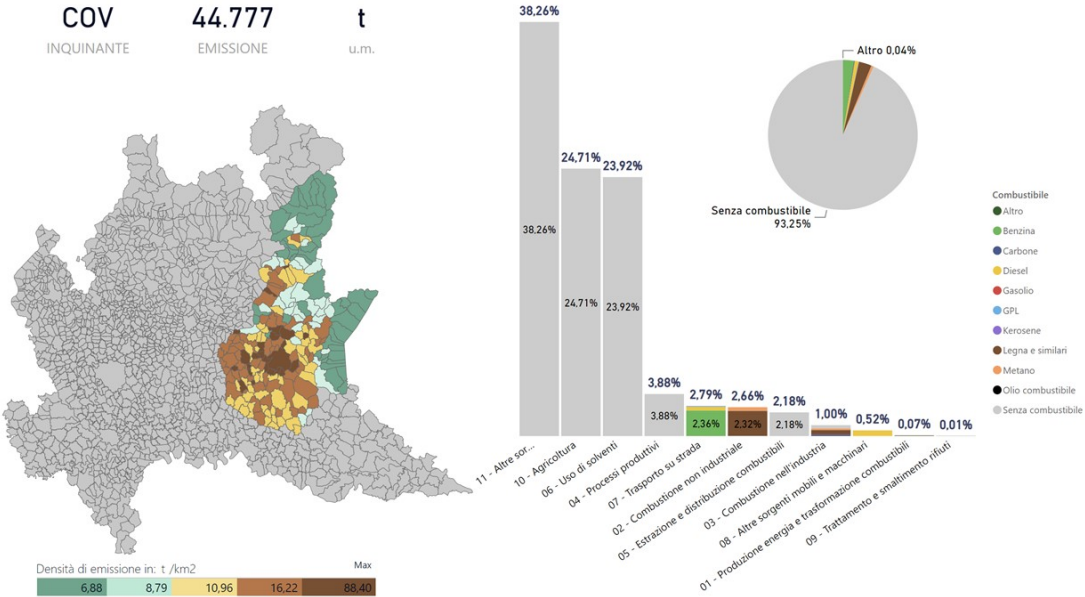 COV 44.777 t
INQUINANTE EMISSIONE u.m.
Densità di emissione in: t /km2 Max
6,88 8,79 10,96 16,22 88,40
38,26%
24,71%
23,92%
3,88%
2,79%
2,66%
2,18%
1,00%
0,52%
0,07%
0,01%
38,26%
24,71%
23,92%
3,88%
2,36%
2,32%
2,18%
11 - Altre sor...
10 - Agricoltura
06 - Uso di solventi
04 - Processi produttivi
07 - Trasporto su strada
02 - Combustione non industriale
05 - Estrazione e distribuzione combustibili
03 - Combustione nell'industria
08 - Altre sorgenti mobili e macchinari
01 - Produzione energia e trasformazione combustibili
09 - Trattamento e smaltimento rifiuti
Altro 0,04%
Senza combustibile
93,25%
Combustibile
Altro
Benzina
Carbone
Diesel
Gasolio
GPL
Kerosene
Legna e similari
Metano
Olio combustibile
Senza combustibile